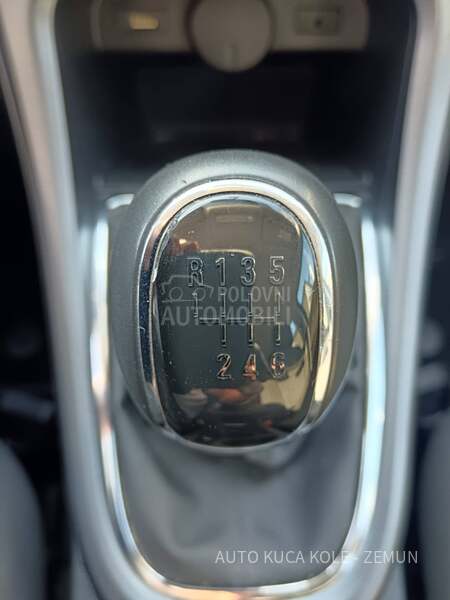 R 1 3 5
POLOVNI
AUTOMOBILI
2 4 6
AUTO KUCA KOLE - ZEMUN